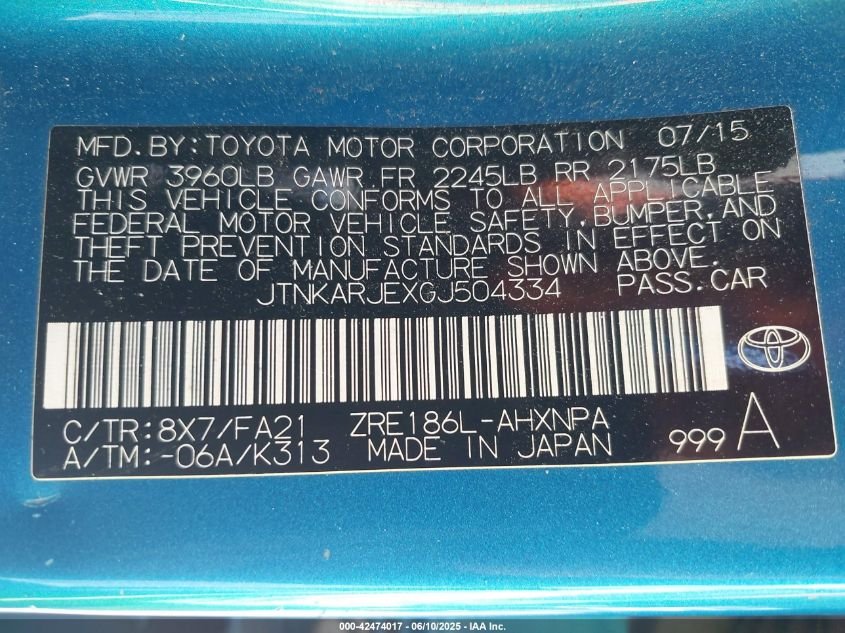 MFD.BY:TOYOTA MOTOR CORPORATION 07/15
GVWR 3960LB GAWR FR 2245LB RR 2175LB
THIS VEHICLE CONFORMS TO ALL APPLICABLE
FEDERAL MOTOR VEHICLE SAFETY,BUMPER,AND
THEFT PREVENTION STANDARDS IN EFFECT ON
THE DATE OF MANUFACTURE SHOWN ABOVE.
JTNKARJEXGJ504334 PASS.CAR
C/TR:8X7/FA21 ZRE186L-AHXNPA
A/TM:-06A/K313 MADE IN JAPAN 999 A
000-42474017 - 06/10/2025 - IAA Inc.